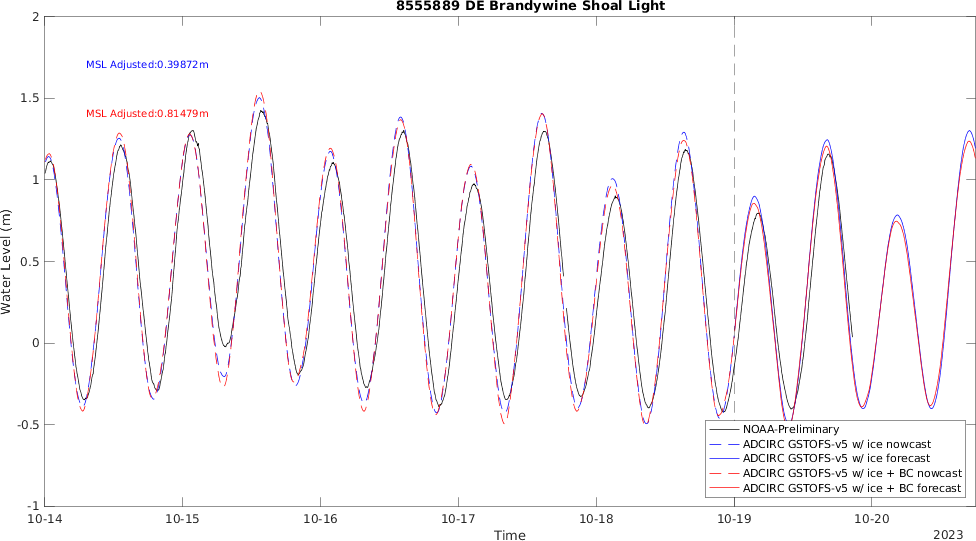 8555889 DE Brandywine Shoal Light
2
MSL Adjusted:0.39872m
1.5
MSL Adjusted:0.81479m
1
0.5
0
-0.5
-1
Water Level (m)
NOAA-Preliminary
ADCIRC GSTOFS-v5 w/ ice nowcast
ADCIRC GSTOFS-v5 w/ ice forecast
ADCIRC GSTOFS-v5 w/ ice + BC nowcast
ADCIRC GSTOFS-v5 w/ ice + BC forecast
10-14 10-15 10-16 10-17 10-18 10-19 10-20
Time
2023